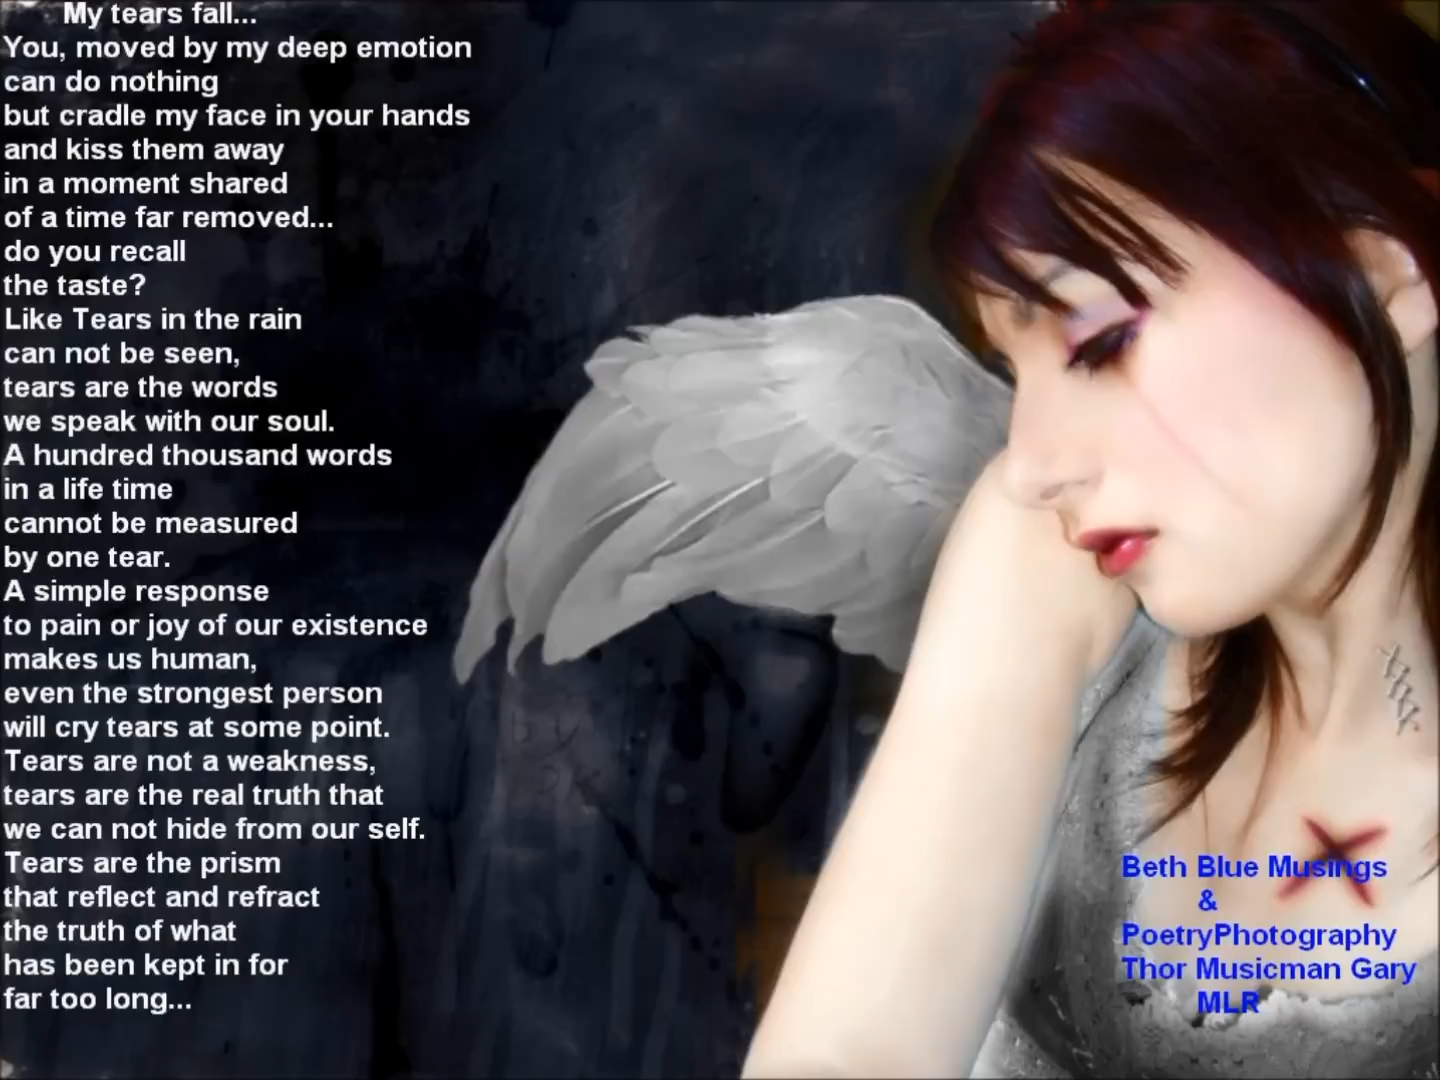 My tears fall...
You, moved by my deep emotion
can do nothing
but cradle my face in your hands
and kiss them away
in a moment shared
of a time far removed...
do you recall
the taste?
Like Tears in the rain
can not be seen,
tears are the words
we speak with our soul.
A hundred thousand words
in a life time
cannot be measured
by one tear.
A simple response
to pain or joy of our existence
makes us human,
even the strongest person
will cry tears at some point.
Tears are not a weakness,
tears are the real truth that
we can not hide from our self.
Tears are the prism
that reflect and refract
the truth of what
has been kept in for
far too long...
Beth Blue Musings
&
PoetryPhotography
Thor Musicman Gary
MLR